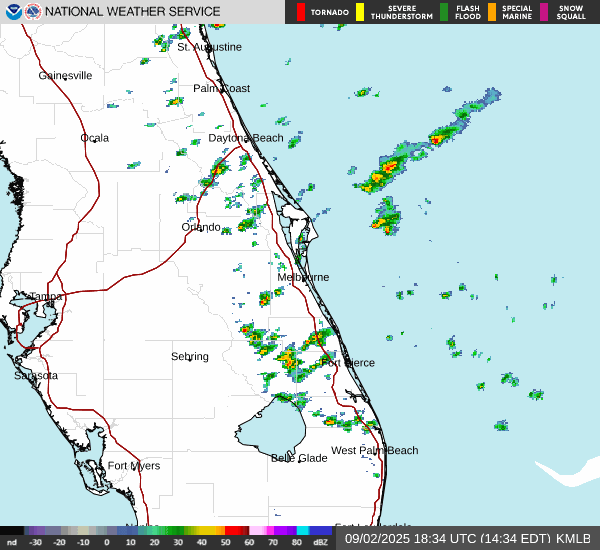 NATIONAL WEATHER SERVICE
TORNADO
SEVERE THUNDERSTORM
FLASH FLOOD
SPECIAL MARINE
SNOW SQUALL
St. Augustine
Gainesville
Palm Coast
Ocala
Daytona Beach
Orlando
Melbourne
Tampa
Sebring
Fort Pierce
Sarasota
West Palm Beach
Belle Glade
Fort Myers
nd -30 -20 -10 0 10 20 30 40 50 60 70 80 dBZ
09/02/2025 18:34 UTC (14:34 EDT) KMLB